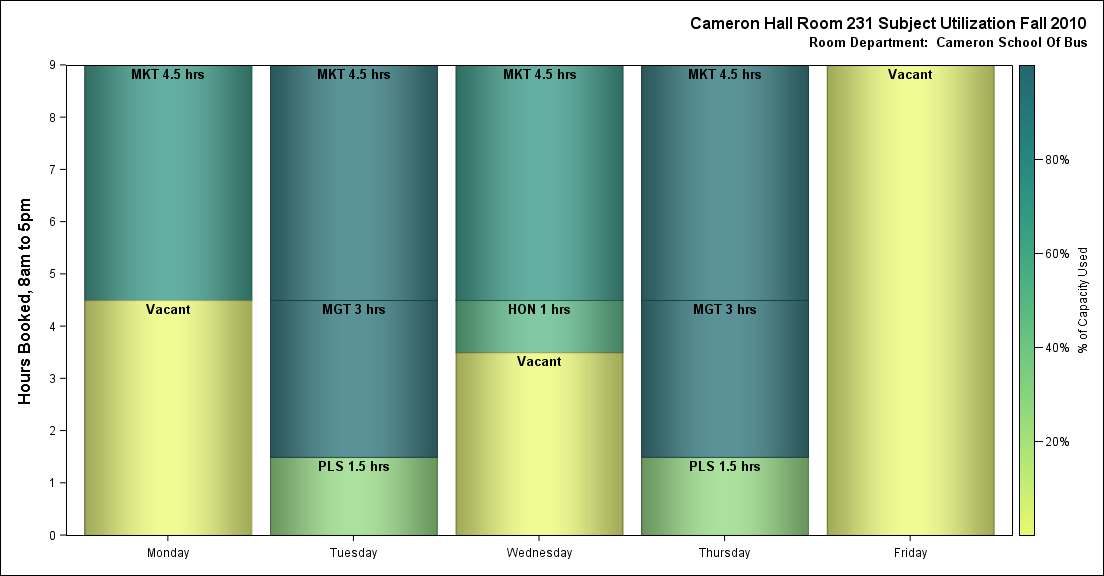 Cameron Hall Room 231 Subject Utilization Fall 2010
Room Department:  Cameron School Of Bus
Hours Booked, 8am to 5pm
9
8
7
6
5
4
3
2
1
0
MKT 4.5 hrs
Vacant
MKT 4.5 hrs
MGT 3 hrs
PLS 1.5 hrs
MKT 4.5 hrs
HON 1 hrs
Vacant
MKT 4.5 hrs
MGT 3 hrs
PLS 1.5 hrs
Vacant
Monday
Tuesday
Wednesday
Thursday
Friday
80%
60%
40%
20%
% of Capacity Used